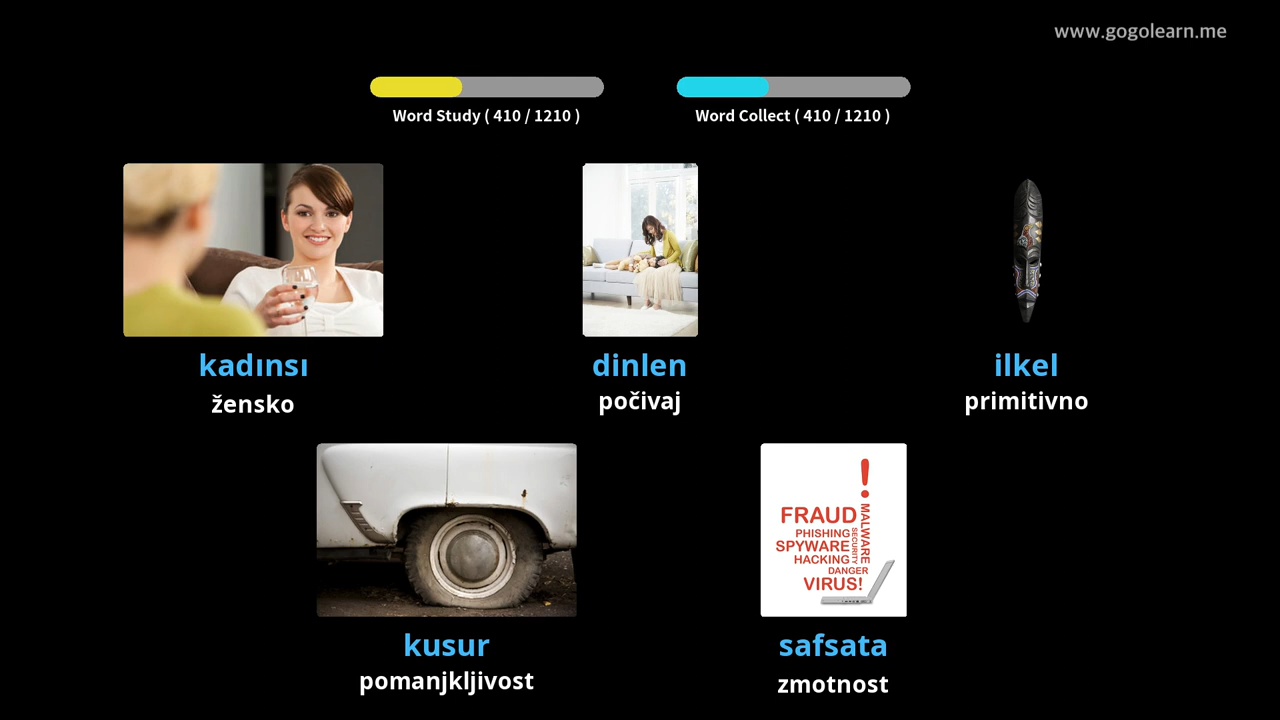 www.gogolearn.me
Word Study ( 410 / 1210 )
Word Collect ( 410 / 1210 )
kadınsı
žensko
dinlen
počivaj
ilkel
primitivno
kusur
pomanjkljivost
safsata
zmotnost
!
FRAUD
PHISHING
SPYWARE
HACKING
DANGER
VIRUS!
SECURITY
MALWARE